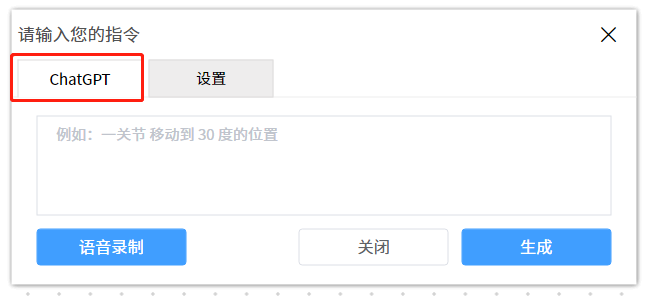 请输入您的指令
ChatGPT 设置
例如：一关节 移动到 30 度的位置
语音录制 关闭 生成